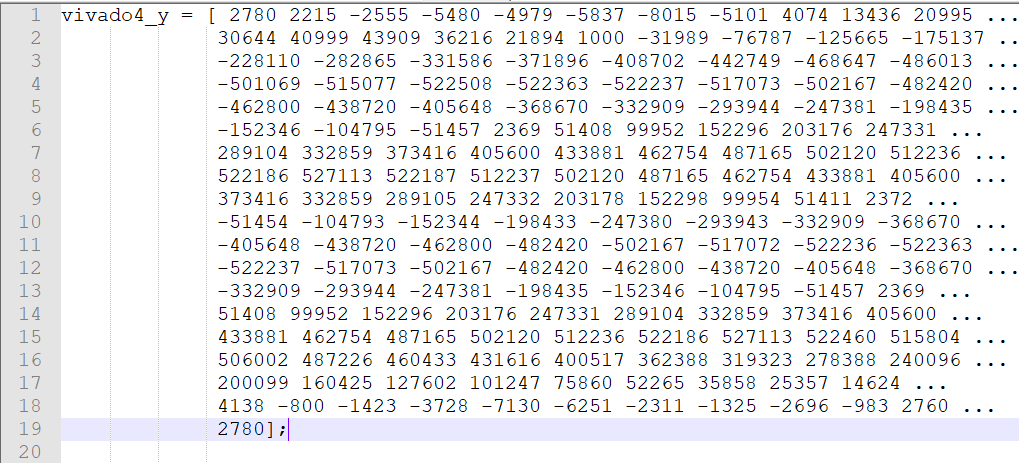 1 vivado4_y = [ 2780 2215 -2555 -5480 -4979 -5837 -8015 -5101 4074 13436 20995 ...
2 30644 40999 43909 36216 21894 1000 -31989 -76787 -125665 -175137 ..
3 -228110 -282865 -331586 -371896 -408702 -442749 -468647 -486013 ...
4 -501069 -515077 -522508 -522363 -522237 -517073 -502167 -482420 ...
5 -462800 -438720 -405648 -368670 -332909 -293944 -247381 -198435 ...
6 -152346 -104795 -51457 2369 51408 99952 152296 203176 247331 ...
7 289104 332859 373416 405600 433881 462754 487165 502120 512236 ...
8 522186 527113 522187 512237 502120 487165 462754 433881 405600 ...
9 373416 332859 289105 247332 203178 152298 99954 51411 2372 ...
10 -51454 -104793 -152344 -198433 -247380 -293943 -332909 -368670 ...
11 -405648 -438720 -462800 -482420 -502167 -517072 -522236 -522363 ...
12 -522237 -517073 -502167 -482420 -462800 -438720 -405648 -368670 ...
13 -332909 -293944 -247381 -198435 -152346 -104795 -51457 2369 ...
14 51408 99952 152296 203176 247331 289104 332859 373416 405600 ...
15 433881 462754 487165 502120 512236 522186 527113 522460 515804 ...
16 506002 487226 460433 431616 400517 362388 319323 278388 240096 ...
17 200099 160425 127602 101247 75860 52265 35858 25357 14624 ...
18 4138 -800 -1423 -3728 -7130 -6251 -2311 -1325 -2696 -983 2760 ...
19 2780];
20